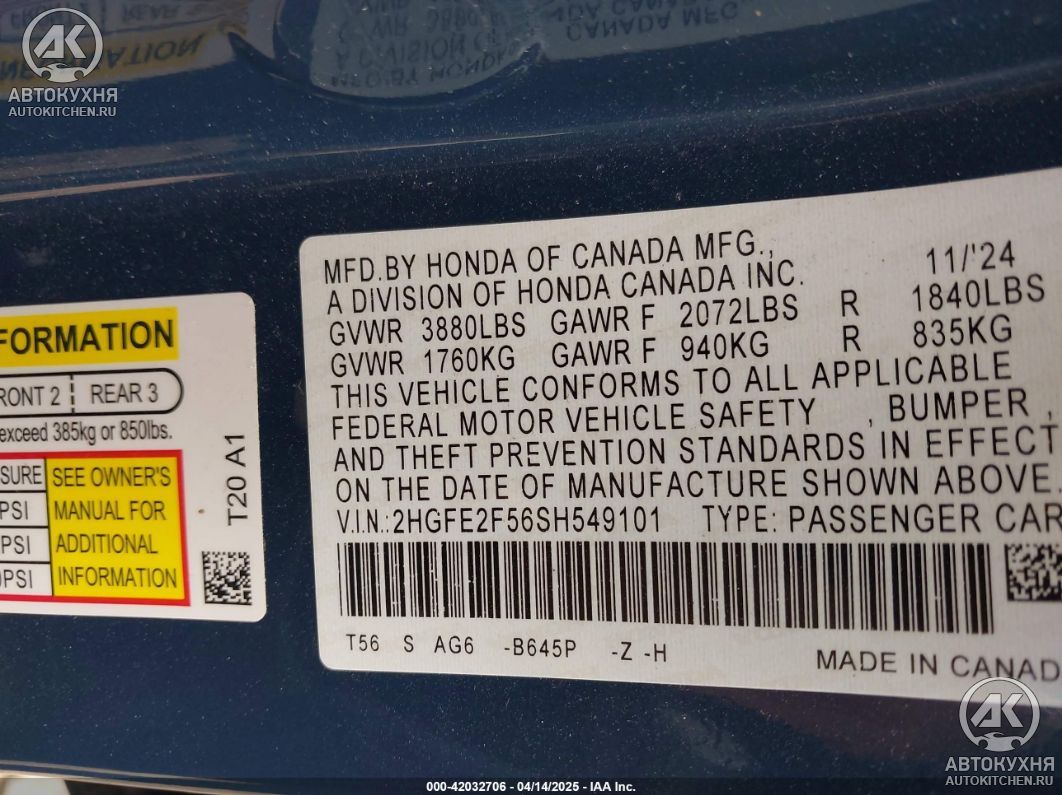 АВТОКУХНЯ
AUTOKITCHEN.RU
MFD.BY HONDA OF CANADA MFG., 11/'24
A DIVISION OF HONDA CANADA INC.
GVWR 3880LBS GAWR F 2072LBS R 1840LBS
GVWR 1760KG GAWR F 940KG R 835KG
THIS VEHICLE CONFORMS TO ALL APPLICABLE
FEDERAL MOTOR VEHICLE SAFETY , BUMPER ,
AND THEFT PREVENTION STANDARDS IN EFFECT
ON THE DATE OF MANUFACTURE SHOWN ABOVE.
V.I.N.:2HGFE2F56SH549101 TYPE: PASSENGER CAR
T56 S AG6 -B645P -Z -H
MADE IN CANAD
FORMATION
RONT 2 REAR 3
exceed 385kg or 850lbs.
SURE SEE OWNER'S
PSI MANUAL FOR
PSI ADDITIONAL
PSI INFORMATION
T20 A1
АВТОКУХНЯ
AUTOKITCHEN.RU
000-42032706 - 04/14/2025 - IAA Inc.